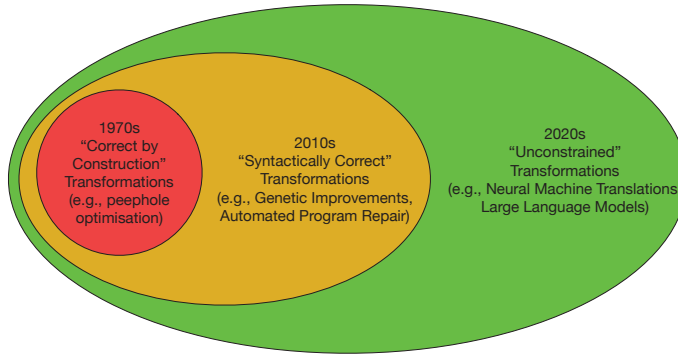 1970s
“Correct by
Construction”
Transformations
(e.g., peephole
optimisation)
2010s
“Syntactically Correct”
Transformations
(e.g., Genetic Improvements,
Automated Program Repair)
2020s
“Unconstrained”
Transformations
(e.g., Neural Machine Translations
Large Language Models)